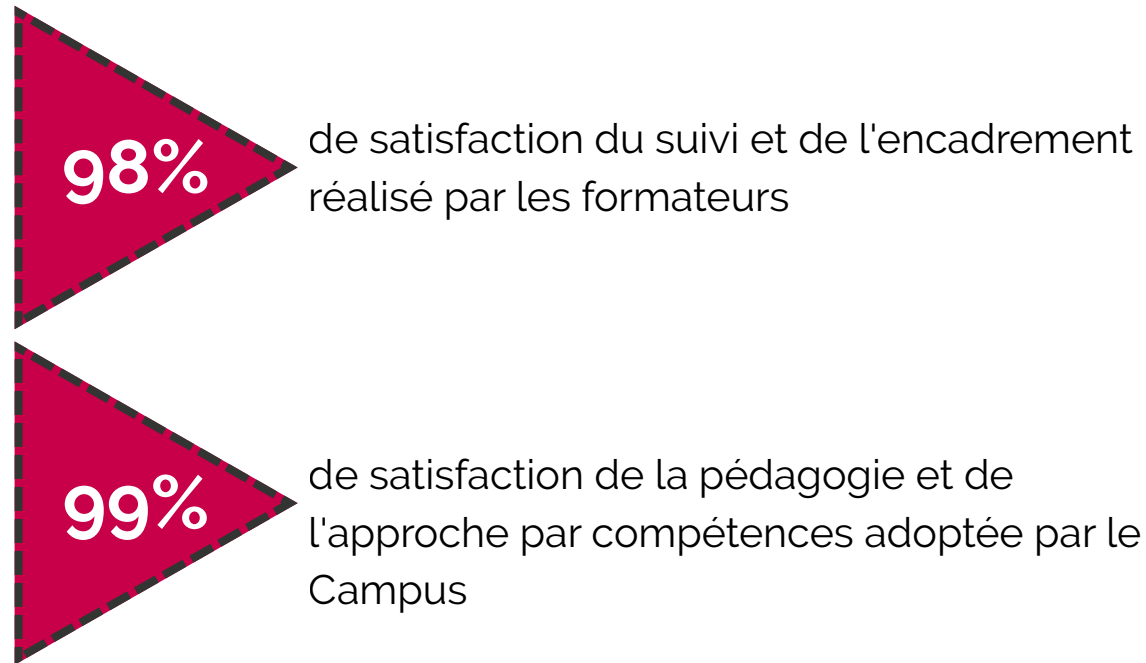 98%
de satisfaction du suivi et de l'encadrement
réalisé par les formateurs
99%
de satisfaction de la pédagogie et de
l'approche par compétences adoptée par le
Campus